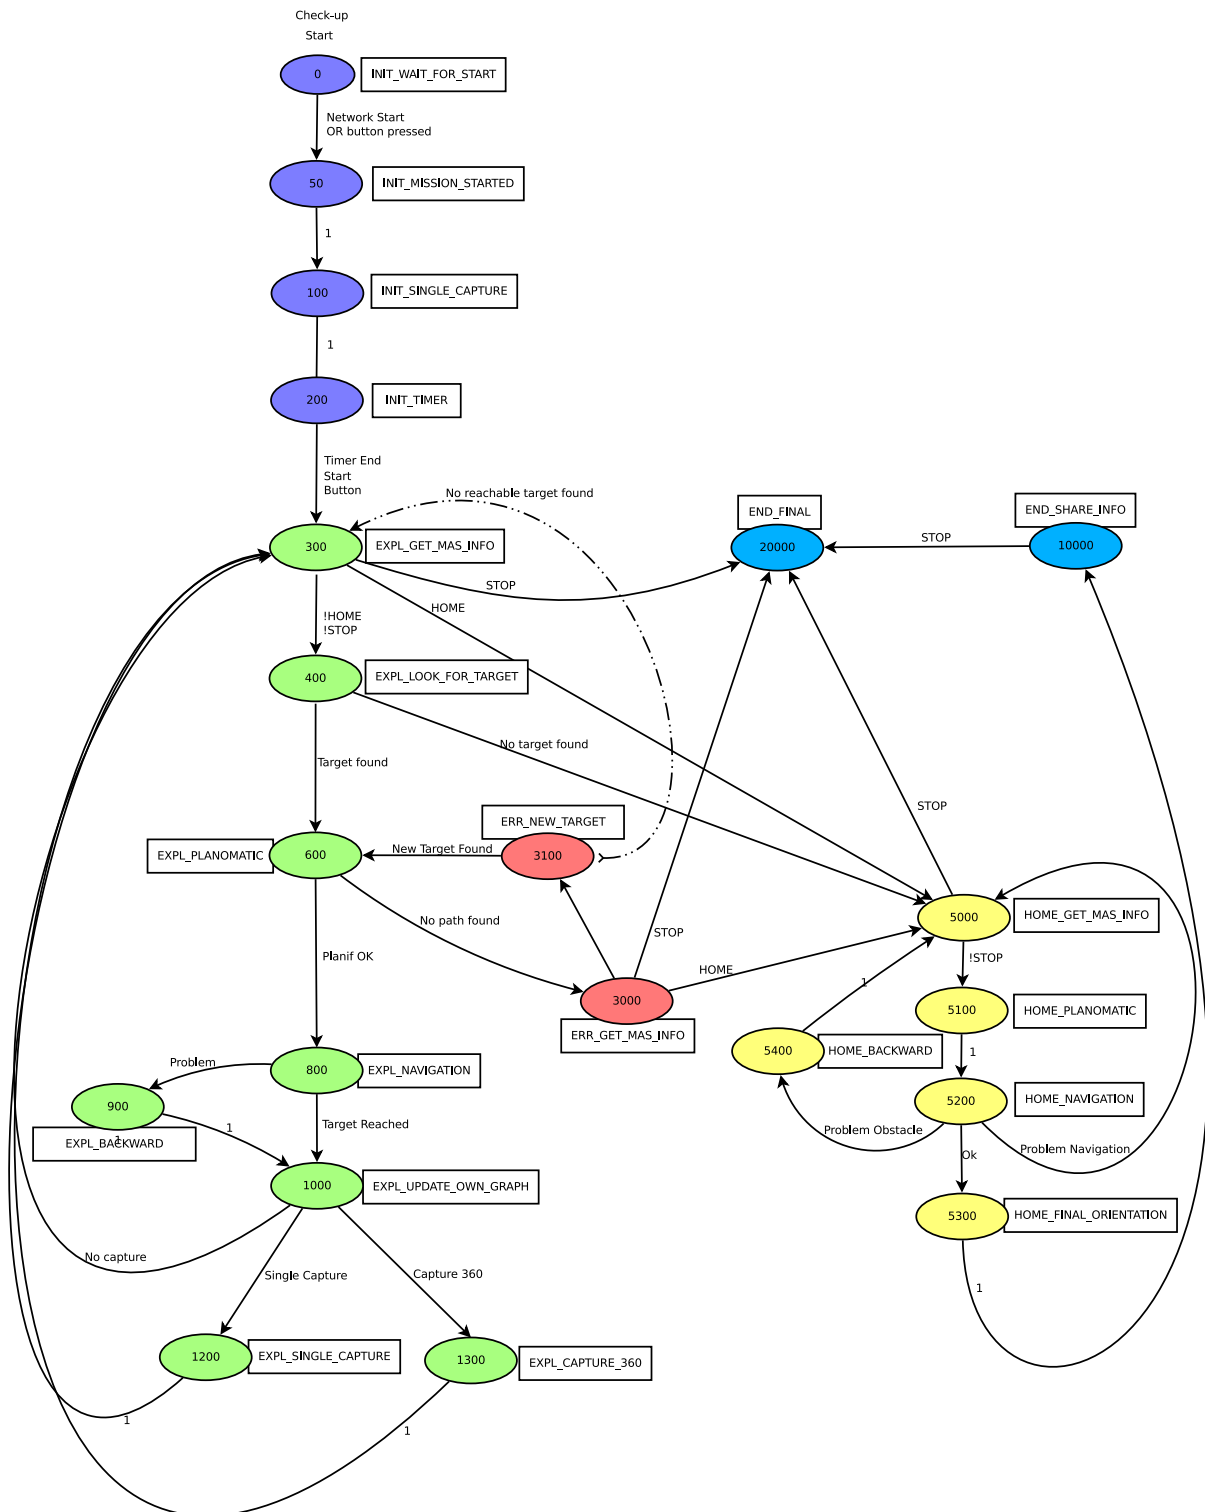 Check-up
Start
0
INIT_WAIT_FOR_START
Network Start
OR button pressed
50
INIT_MISSION_STARTED
1
100
INIT_SINGLE_CAPTURE
1
200
INIT_TIMER
Timer End
Start
Button
No reachable target found
END_FINAL
END_SHARE_INFO
300
EXPL_GET_MAS_INFO
20000
STOP
10000
STOP
HOME
!HOME
!STOP
400
EXPL_LOOK_FOR_TARGET
No target found
Target found
STOP
ERR_NEW_TARGET
EXPL_PLANOMATIC
600
New Target Found
3100
No path found
STOP
5000
HOME_GET_MAS_INFO
Planif OK
!STOP
HOME
1
3000
ERR_GET_MAS_INFO
5100
HOME_PLANOMATIC
5400
HOME_BACKWARD
1
Problem
800
EXPL_NAVIGATION
5200
HOME_NAVIGATION
900
EXPL_BACKWARD
1
1
Target Reached
Problem Obstacle
Ok
Problem Navigation
1000
EXPL_UPDATE_OWN_GRAPH
5300
HOME_FINAL_ORIENTATION
No capture
Single Capture
Capture 360
1
1200
EXPL_SINGLE_CAPTURE
1300
EXPL_CAPTURE_360
1
1